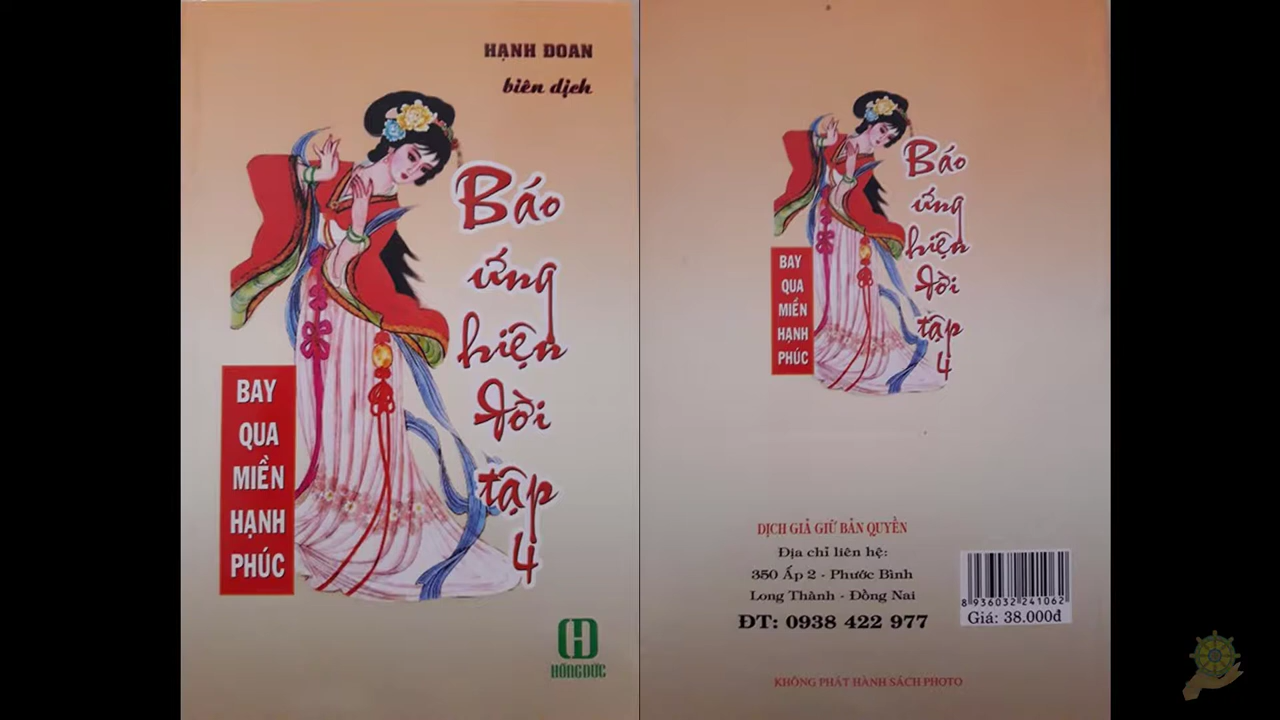 HẠNH ĐOAN
biên dịch
Báo
ứng
hiện
đời
tập
4
BAY
QUA
MIỀN
HẠNH
PHÚC
HỒNG ĐỨC
Báo
ứng
hiện
đời
tập
4
BAY
QUA
MIỀN
HẠNH
PHÚC
DỊCH GIẢ GIỮ BẢN QUYỀN
Địa chỉ liên hệ:
350 Ấp 2 - Phước Bình
Long Thành - Đồng Nai
ĐT: 0938 422 977
8 936032 241062
Giá: 38.000đ
KHÔNG PHÁT HÀNH SÁCH PHOTO